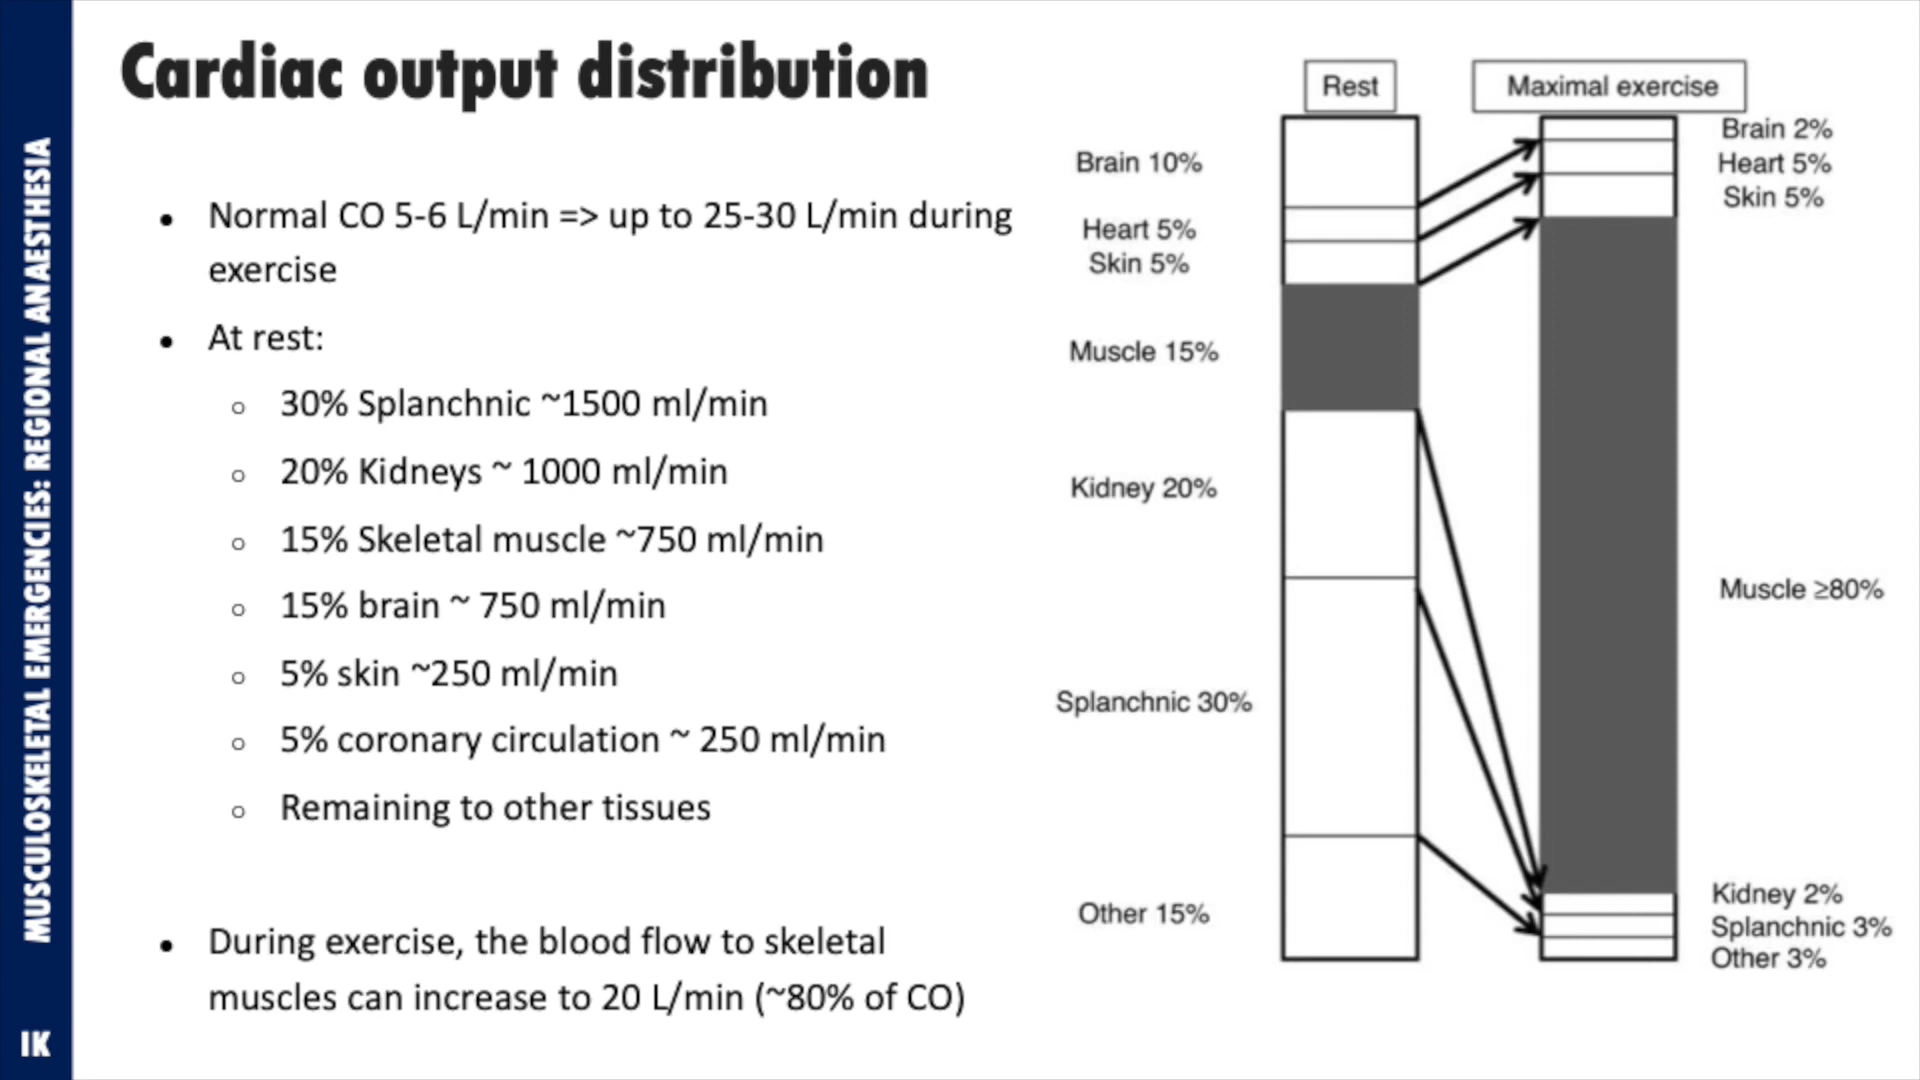 Cardiac output distribution
MUSCULOSKELETAL EMERGENCIES: REGIONAL ANAESTHESIA
IK
• Normal CO 5-6 L/min => up to 25-30 L/min during
exercise
• At rest:
○ 30% Splanchnic ~1500 ml/min
○ 20% Kidneys ~ 1000 ml/min
○ 15% Skeletal muscle ~750 ml/min
○ 15% brain ~ 750 ml/min
○ 5% skin ~250 ml/min
○ 5% coronary circulation ~ 250 ml/min
○ Remaining to other tissues
• During exercise, the blood flow to skeletal
muscles can increase to 20 L/min (~80% of CO)
Rest
Brain 10%
Heart 5%
Skin 5%
Muscle 15%
Kidney 20%
Splanchnic 30%
Other 15%
Maximal exercise
Brain 2%
Heart 5%
Skin 5%
Muscle ≥80%
Kidney 2%
Splanchnic 3%
Other 3%